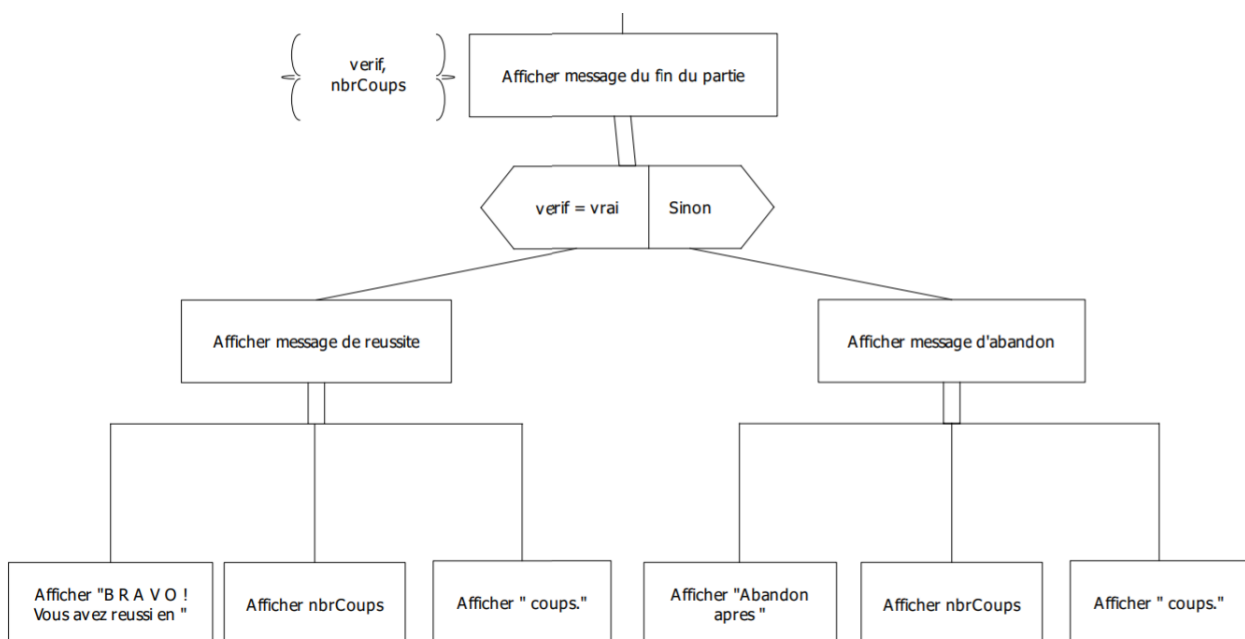 verif,
nbrCoups
Afficher message du fin du partie
verif = vrai
Sinon
Afficher message de reussite
Afficher message d'abandon
Afficher "B R A V O !
Vous avez reussi en "
Afficher nbrCoups
Afficher " coups."
Afficher "Abandon
apres "
Afficher nbrCoups
Afficher " coups."